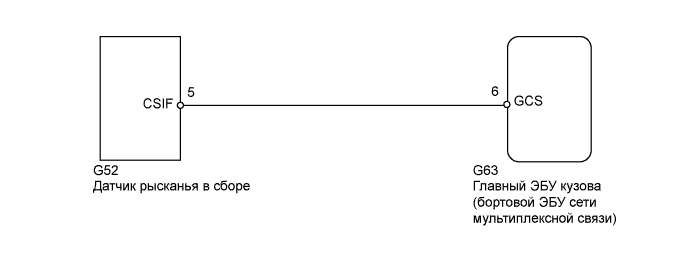 5
6
CSIF
GCS
G52
Датчик рысканья в сборе
G63
Главный ЭБУ кузова
(бортовой ЭБУ сети
мультиплексной связи)